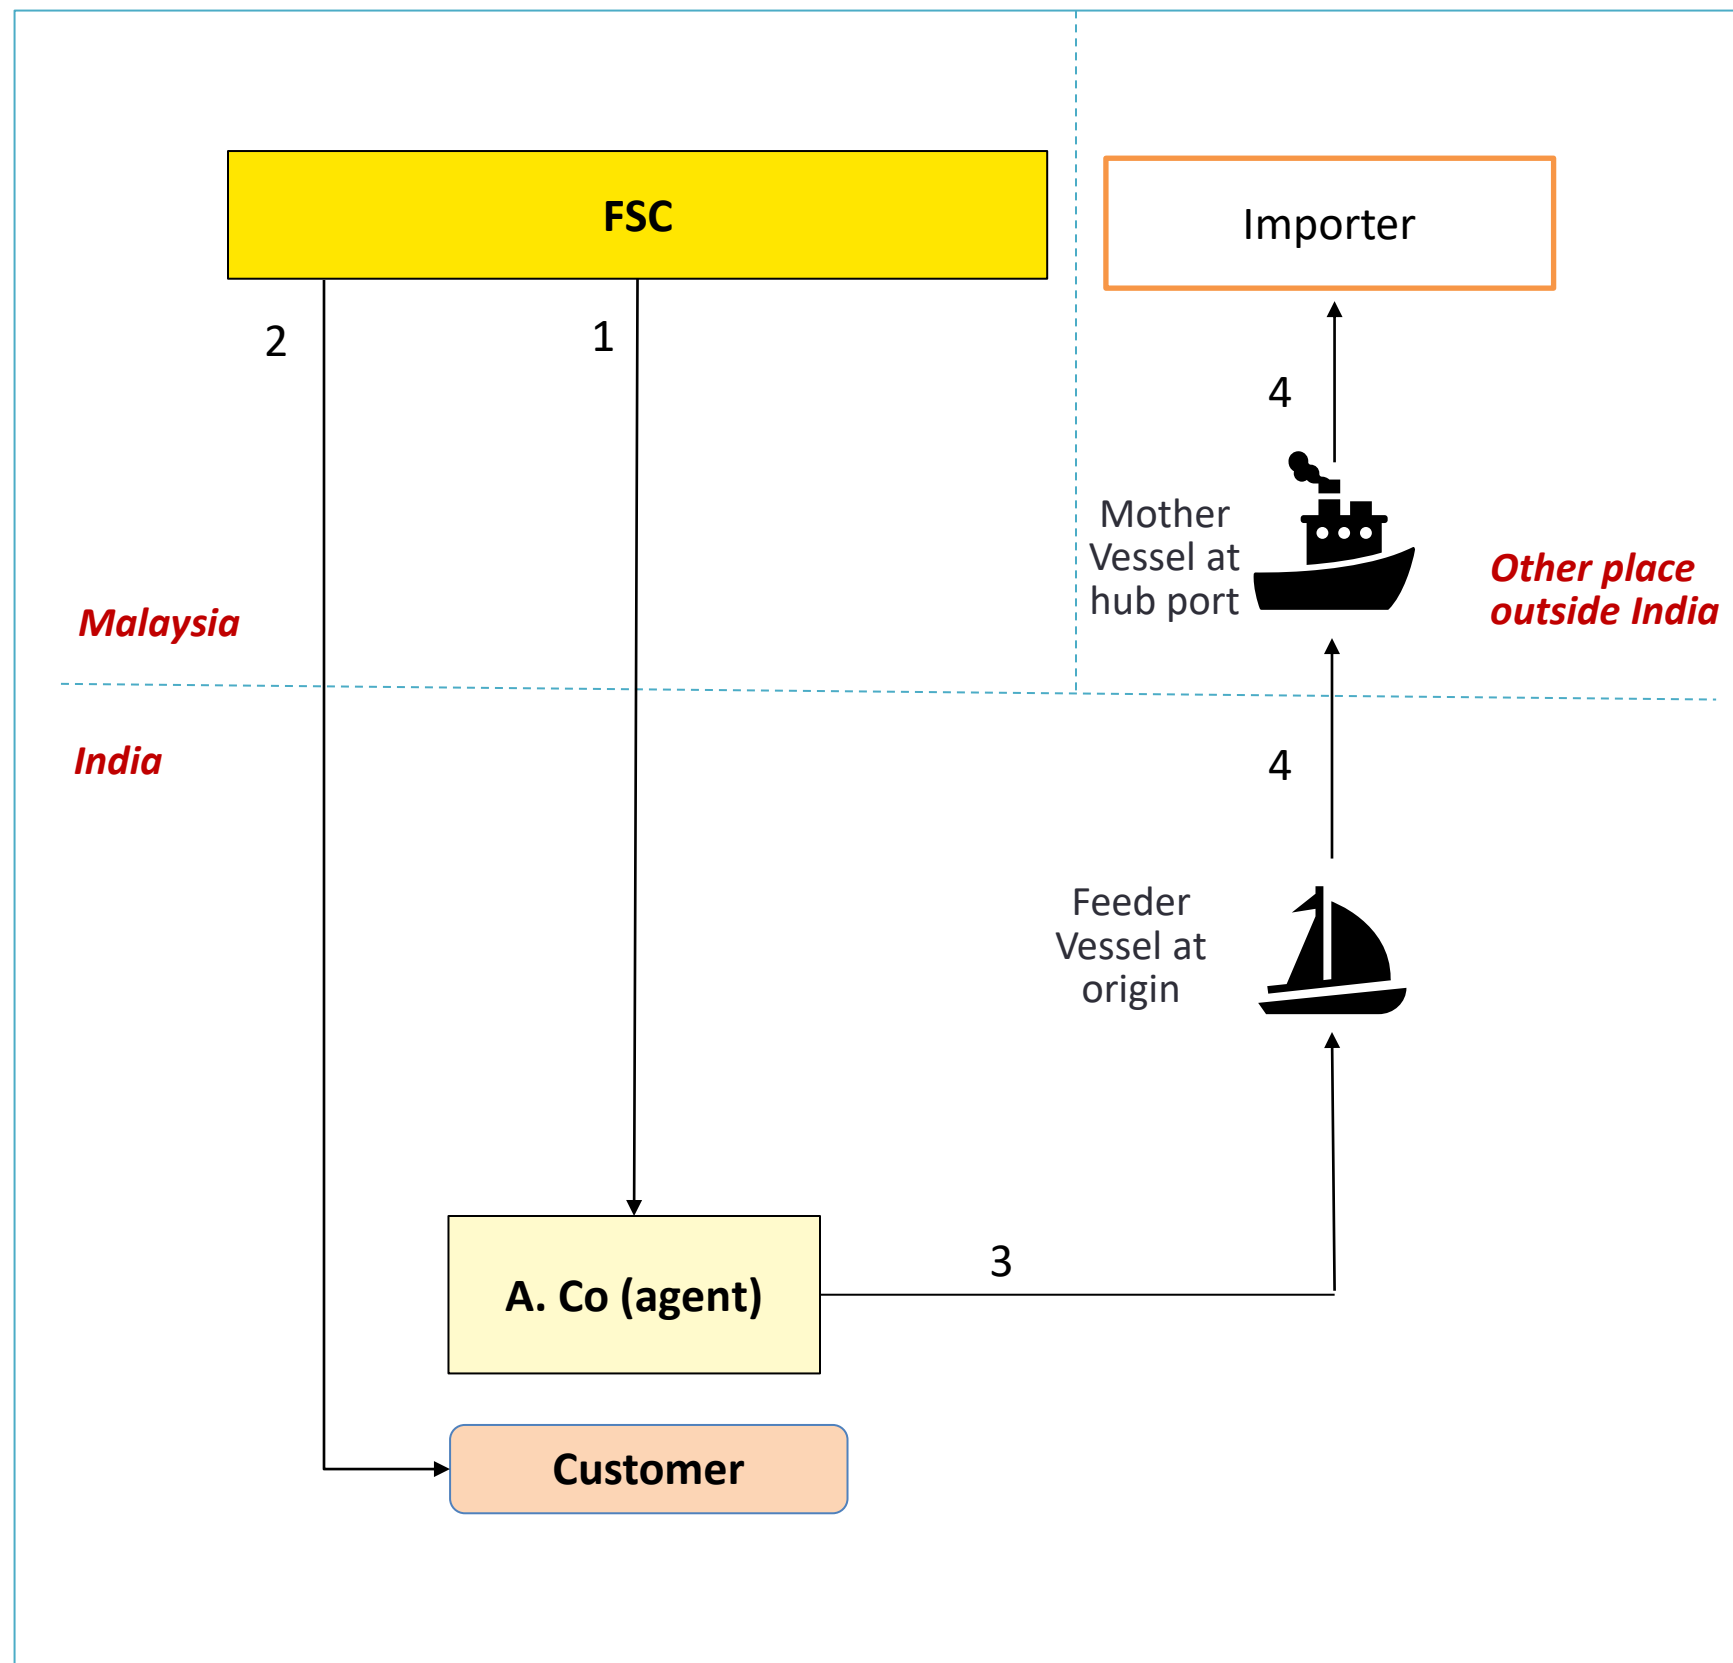 FSC
Importer
2
1
4
Mother
Vessel at
hub port
Other place
outside India
Malaysia
India
4
Feeder
Vessel at
origin
3
A. Co (agent)
Customer